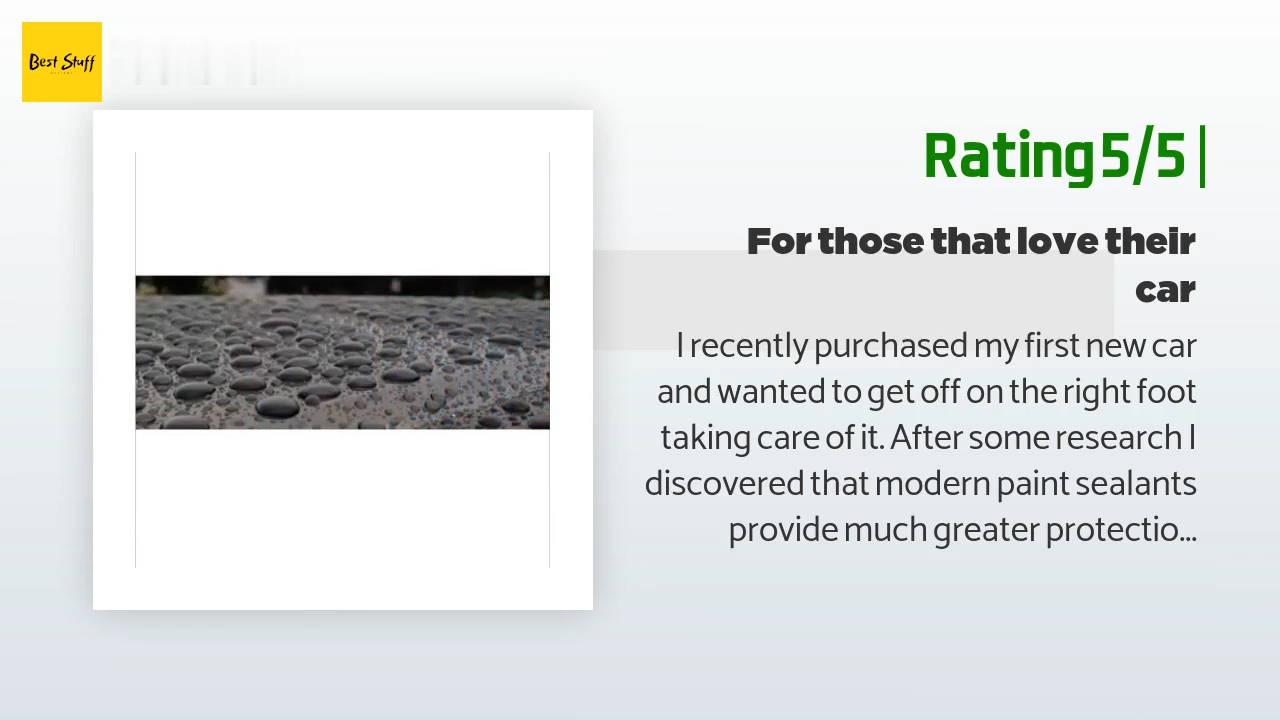 Best Stuff
Rating 5/5 |
For those that love their
car
I recently purchased my first new car
and wanted to get off on the right foot
taking care of it. After some research I
discovered that modern paint sealants
provide much greater protectio...